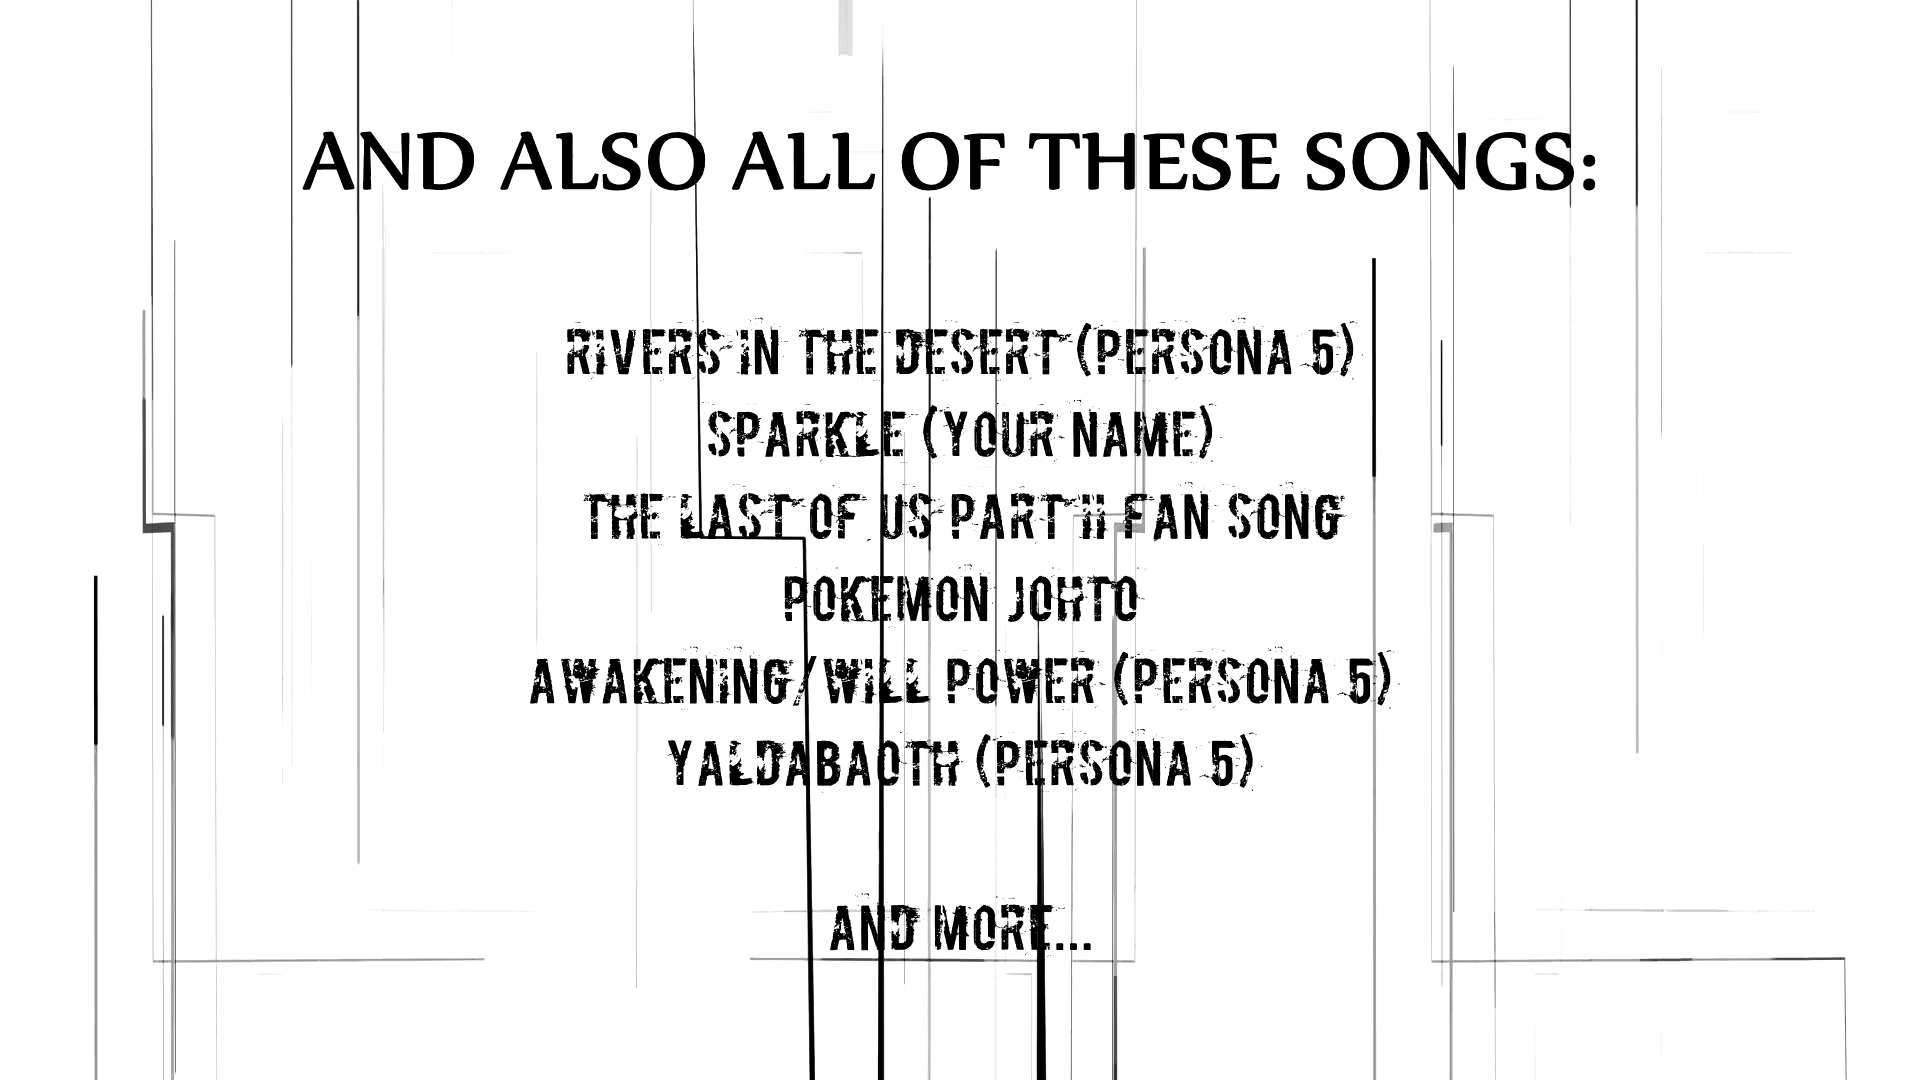 AND ALSO ALL OF THESE SONGS:
RIVERS IN THE DESERT (PERSONA 5)
SPARKLE (YOUR NAME)
THE LAST OF US PART II FAN SONG
POKEMON JOHTO
AWAKENING/WILL POWER (PERSONA 5)
YALDABAOTH (PERSONA 5)
AND MORE...